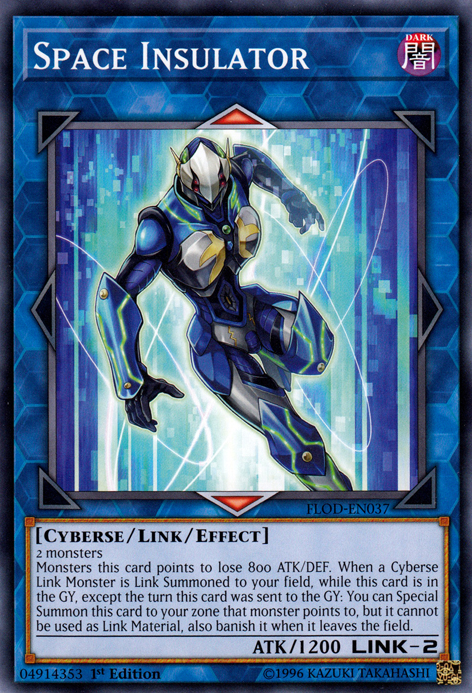 SPACE INSULATOR
DARK
闇
FLOD-EN037
[CYBERSE/LINK/EFFECT]
2 monsters
Monsters this card points to lose 800 ATK/DEF. When a Cyberse
Link Monster is Link Summoned to your field, while this card is in
the GY, except the turn this card was sent to the GY: You can Special
Summon this card to your zone that monster points to, but it cannot
be used as Link Material, also banish it when it leaves the field.
ATK/1200 LINK-2
04914353 1st Edition ©1996 KAZUKI TAKAHASHI